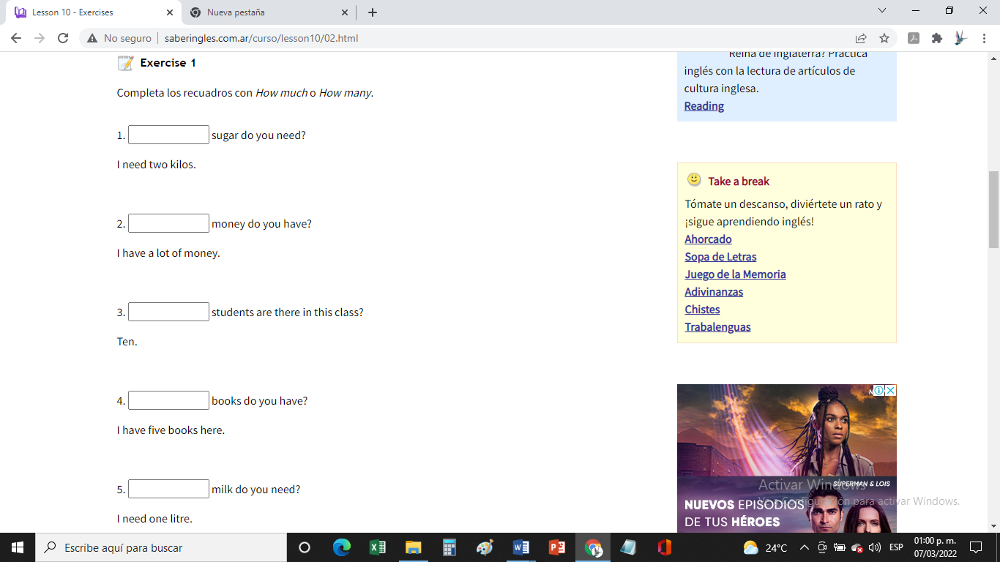 Lesson 10 - Exercises
Nueva pestaña
No seguro
saberingles.com.ar/curso/lesson10/02.html
Exercise 1
Completa los recuadros con How much o How many.
1. sugar do you need?
I need two kilos.
2. money do you have?
I have a lot of money.
3. students are there in this class?
Ten.
4. books do you have?
I have five books here.
5. milk do you need?
I need one litre.
Reina de Inglaterra? Practica
inglés con la lectura de artículos de
cultura inglesa.
Reading
Take a break
Tómate un descanso, diviértete un rato y
¡sigue aprendiendo inglés!
Ahorcado
Sopa de Letras
Juego de la Memoria
Adivinanzas
Chistes
Trabalenguas
SUPERMAN & LOIS
NUEVOS EPISODIOS
DE TUS HÉROES
Activar Windows
Ve a Configuración para activar Windows.
Escribe aquí para buscar
24°C
ESP
01:00 p. m.
07/03/2022